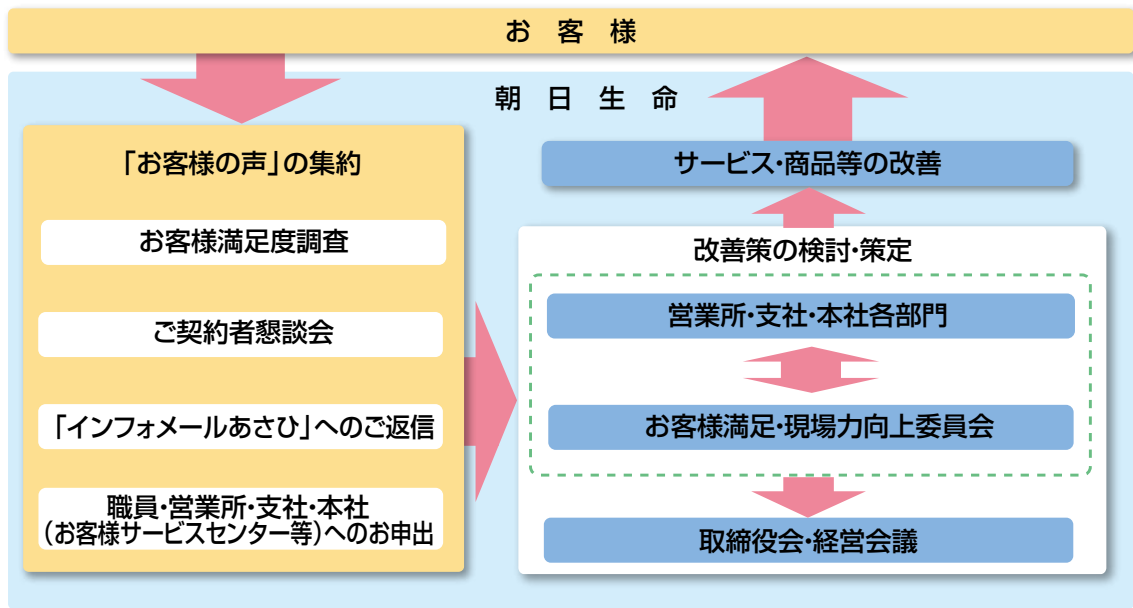 お客様
朝日生命
「お客様の声」の集約
お客様満足度調査
ご契約者懇談会
「インフォメールあさひ」へのご返信
職員・営業所・支社・本社
(お客様サービスセンター等)へのお申出
サービス・商品等の改善
改善策の検討・策定
営業所・支社・本社各部門
お客様満足・現場力向上委員会
取締役会・経営会議